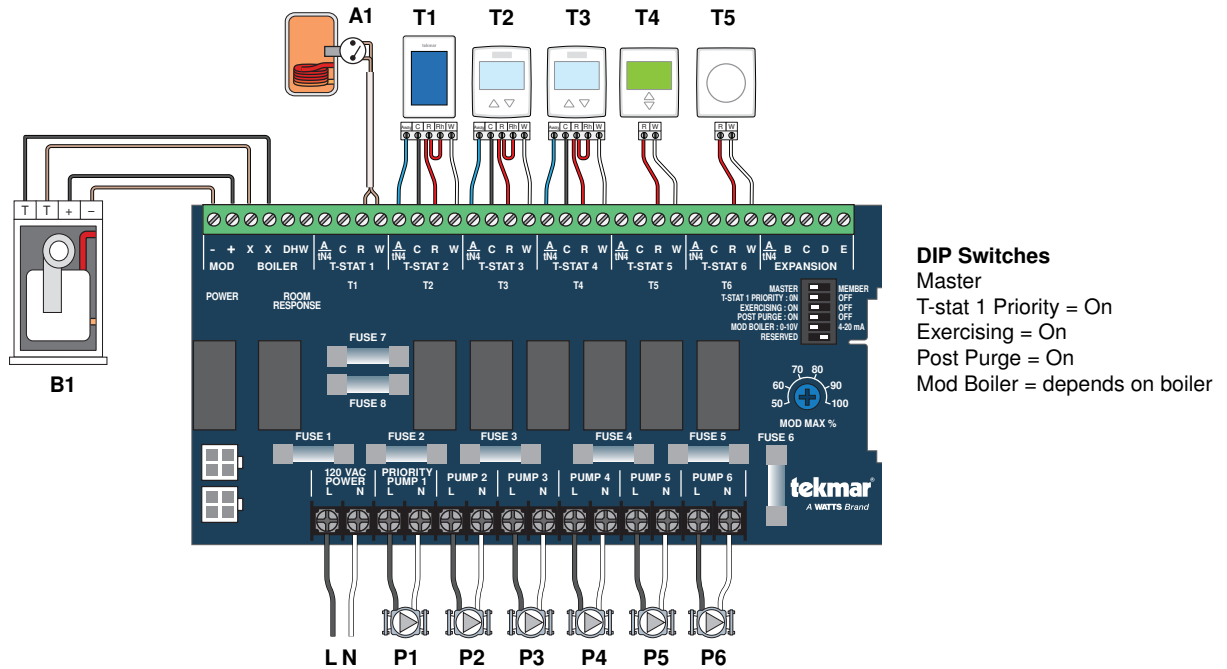 A1 T1 T2 T3 T4 T5
C R Rh W C R Rh W C R Rh W R W R W
T T + −
- + X X DHW A/tN4 C R W A/tN4 C R W A/tN4 C R W A/tN4 C R W A/tN4 C R W A/tN4 C R W A/tN4 B C D E
MOD BOILER T-STAT 1 T-STAT 2 T-STAT 3 T-STAT 4 T-STAT 5 T-STAT 6 EXPANSION
POWER ROOM RESPONSE T1 T2 T3 T4 T5 T6
MASTER MEMBER
T-STAT 1 PRIORITY : 0N OFF
EXERCISING : ON OFF
POST PURGE : ON OFF
MOD BOILER : 0-10V 4-20 mA
RESERVED
DIP Switches
Master
T-stat 1 Priority = On
Exercising = On
Post Purge = On
Mod Boiler = depends on boiler
B1
FUSE 7
FUSE 8
50 60 70 80 90 100
MOD MAX %
FUSE 1 FUSE 2 FUSE 3 FUSE 4 FUSE 5 FUSE 6
120 VAC POWER PRIORITY PUMP 1 PUMP 2 PUMP 3 PUMP 4 PUMP 5 PUMP 6
L N L N L N L N L N L N L N
tekmar®
A WATTS Brand
L N P1 P2 P3 P4 P5 P6